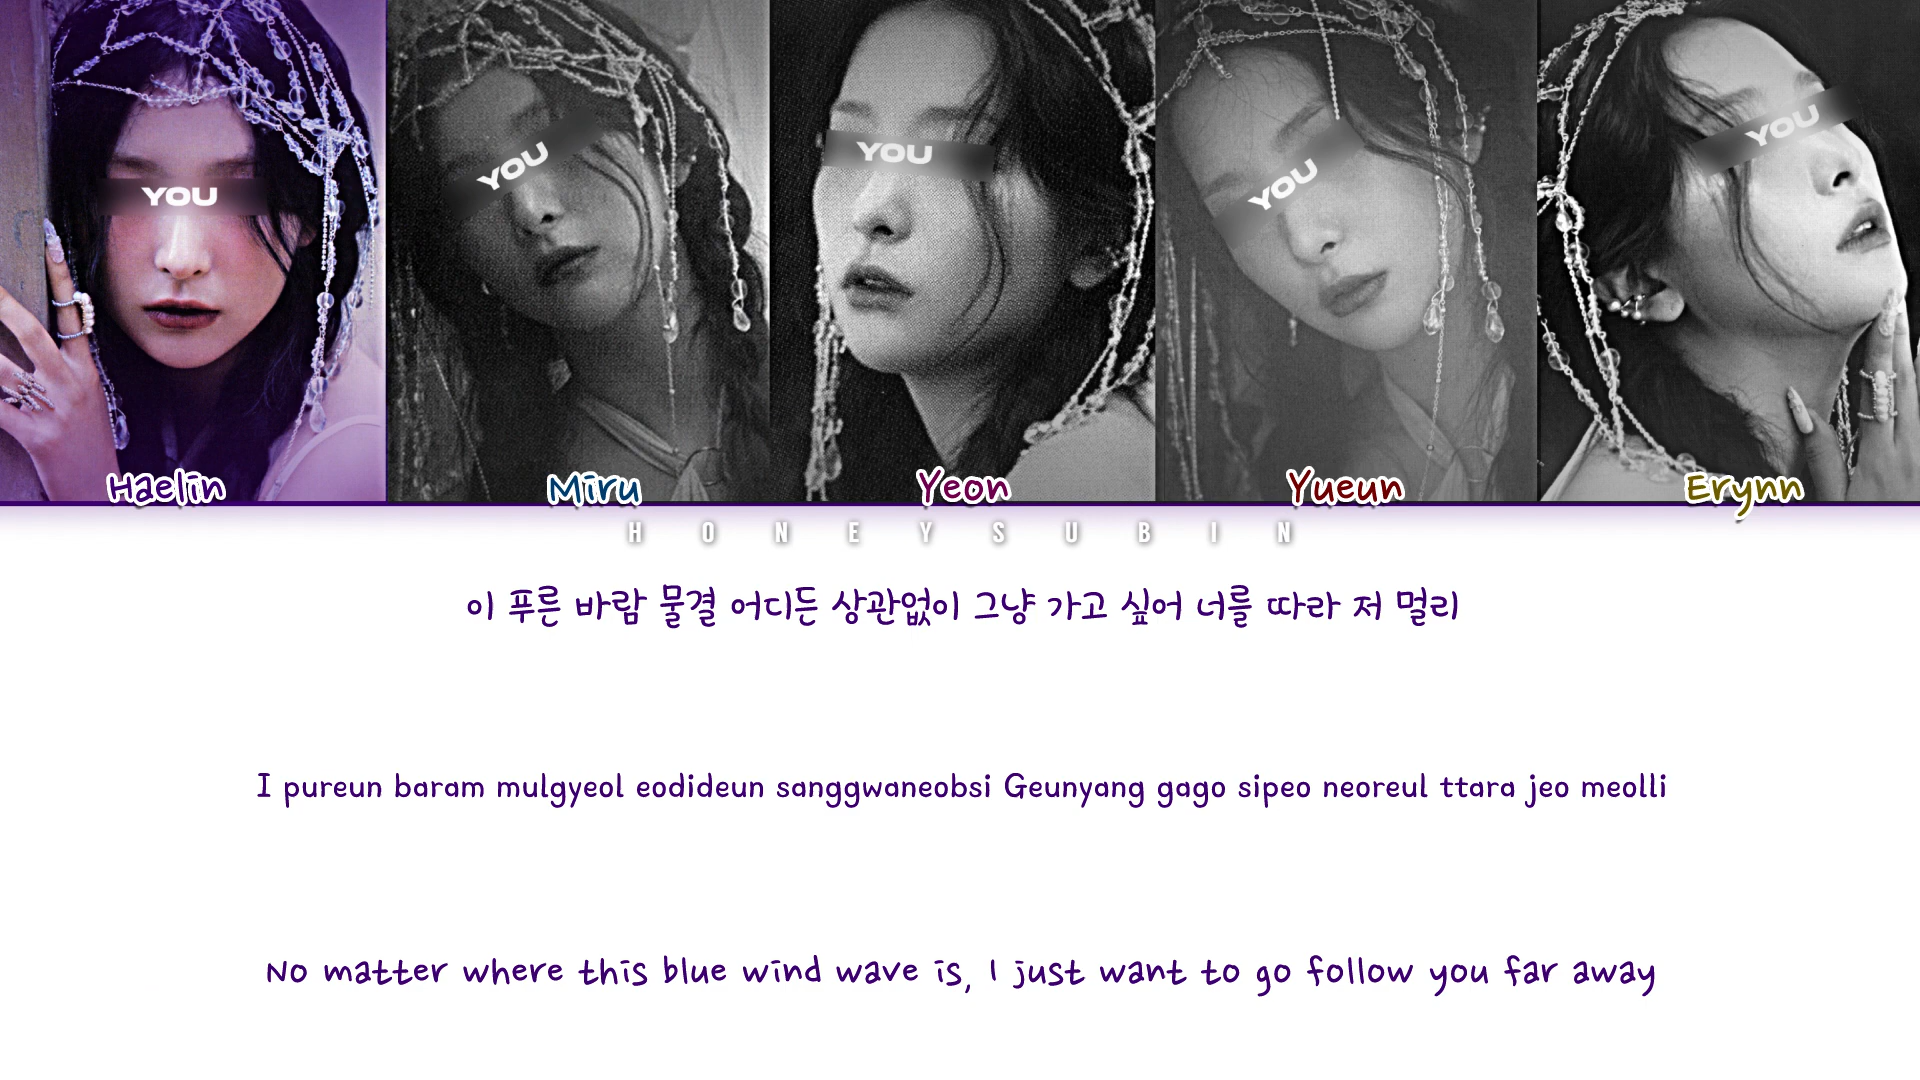 YOU
YOU
YOU
YOU
YOU
Haelin
Miru
Yeon
Yueun
Erynn
HONEYSUBIN
이 푸른 바람 물결 어디든 상관없이 그냥 가고 싶어 너를 따라 저 멀리
I pureun baram mulgyeol eodideun sanggwaneobsi Geunyang gago sipeo neoreul ttara jeo meolli
No matter where this blue wind wave is, I just want to go follow you far away